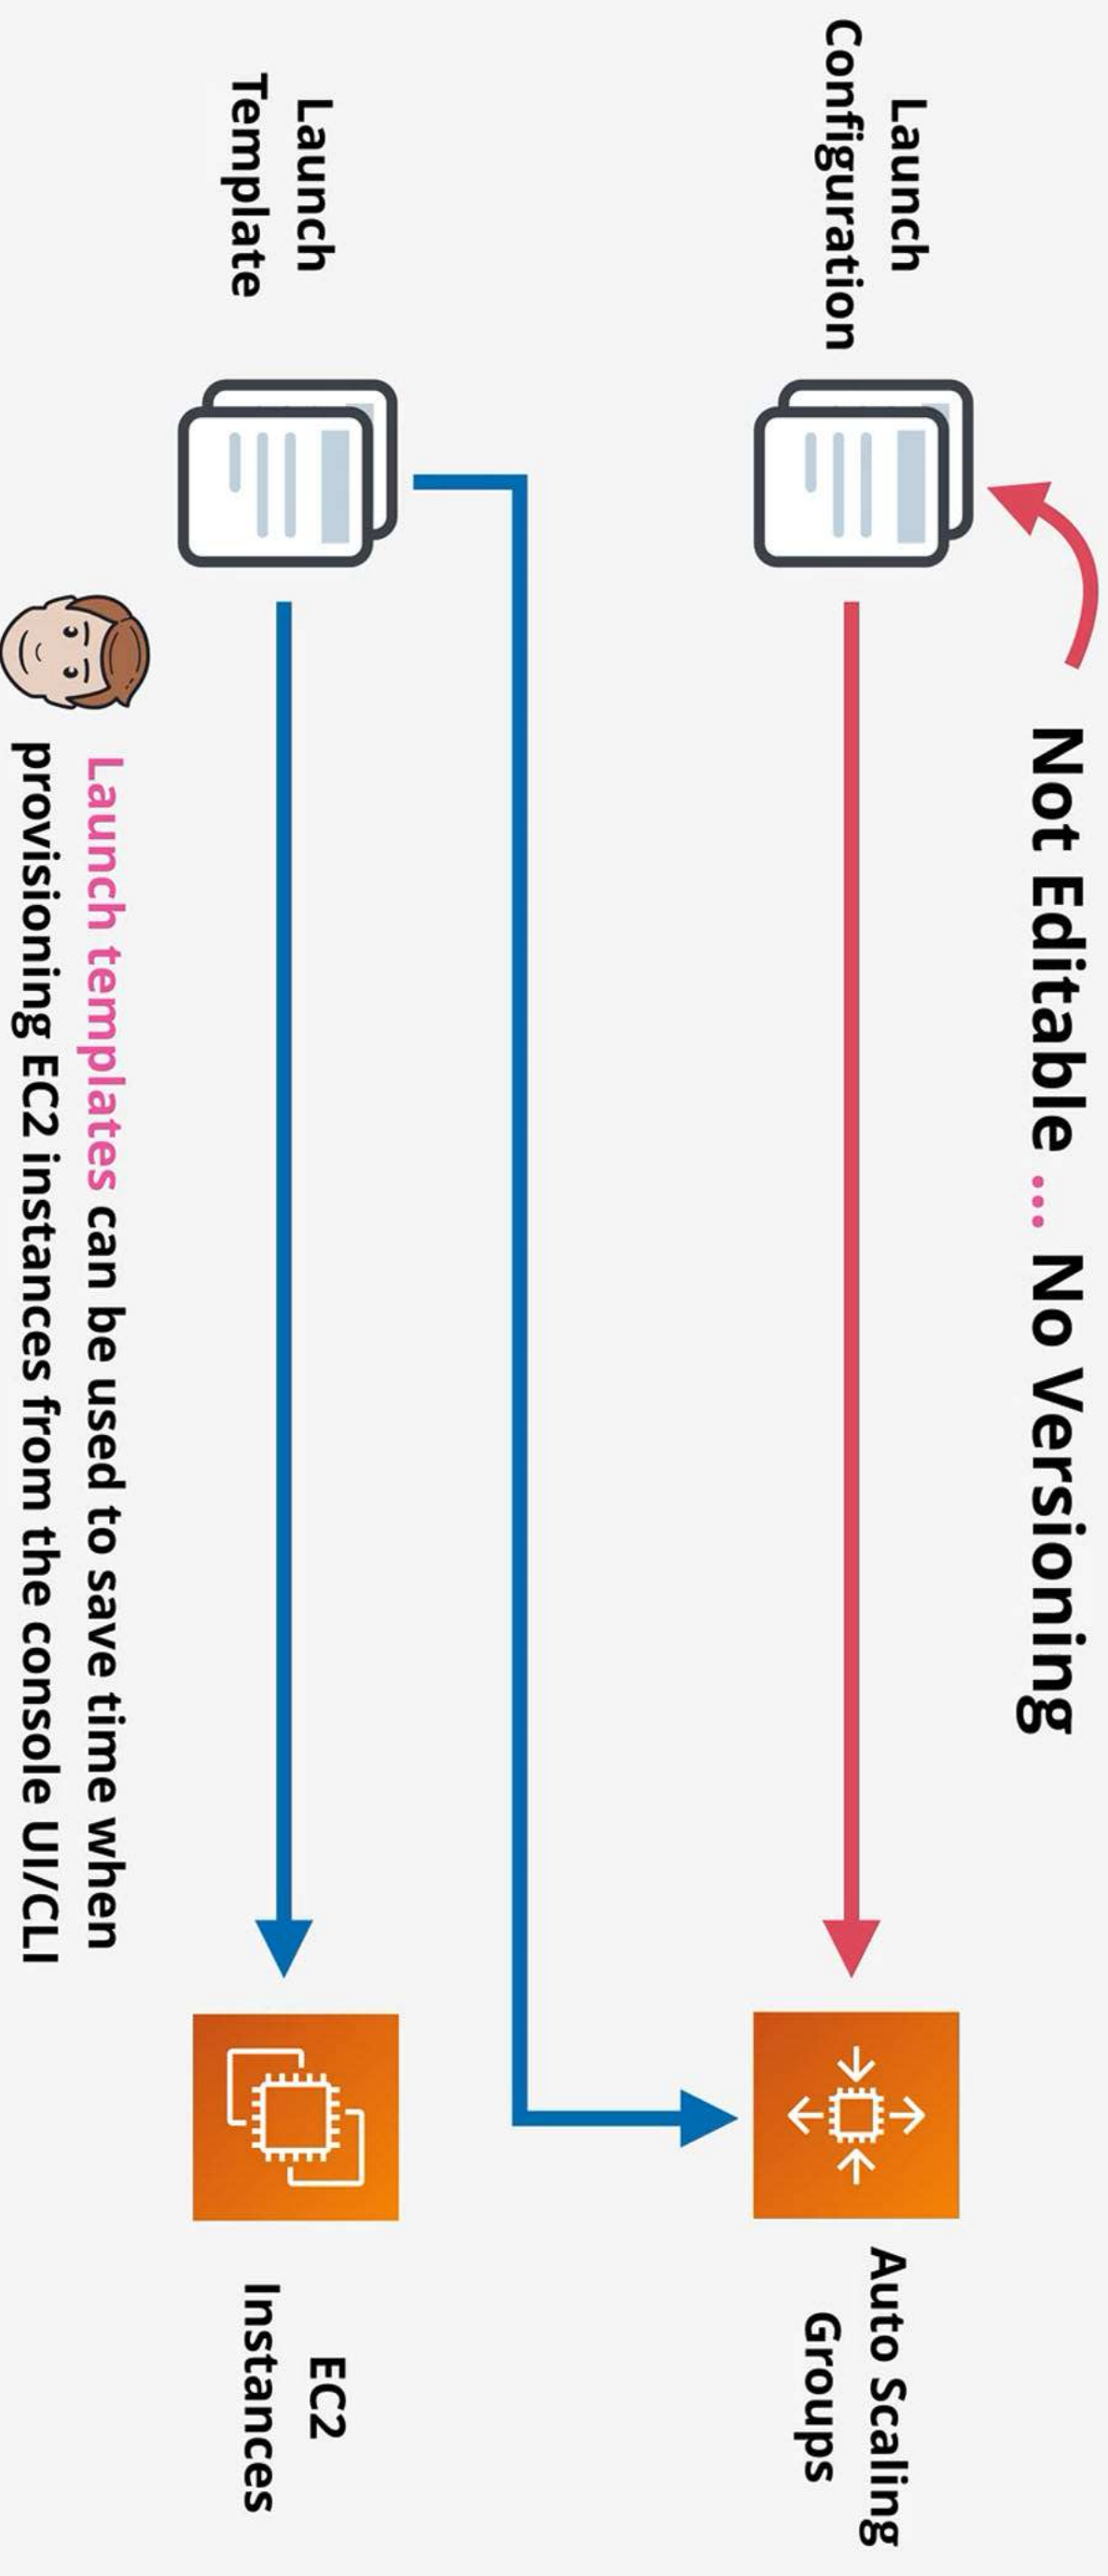 Not Editable ... No Versioning
Launch
Configuration
Auto Scaling
Groups
Launch
Template
EC2
Instances
Launch templates can be used to save time when
provisioning EC2 instances from the console UI/CLI